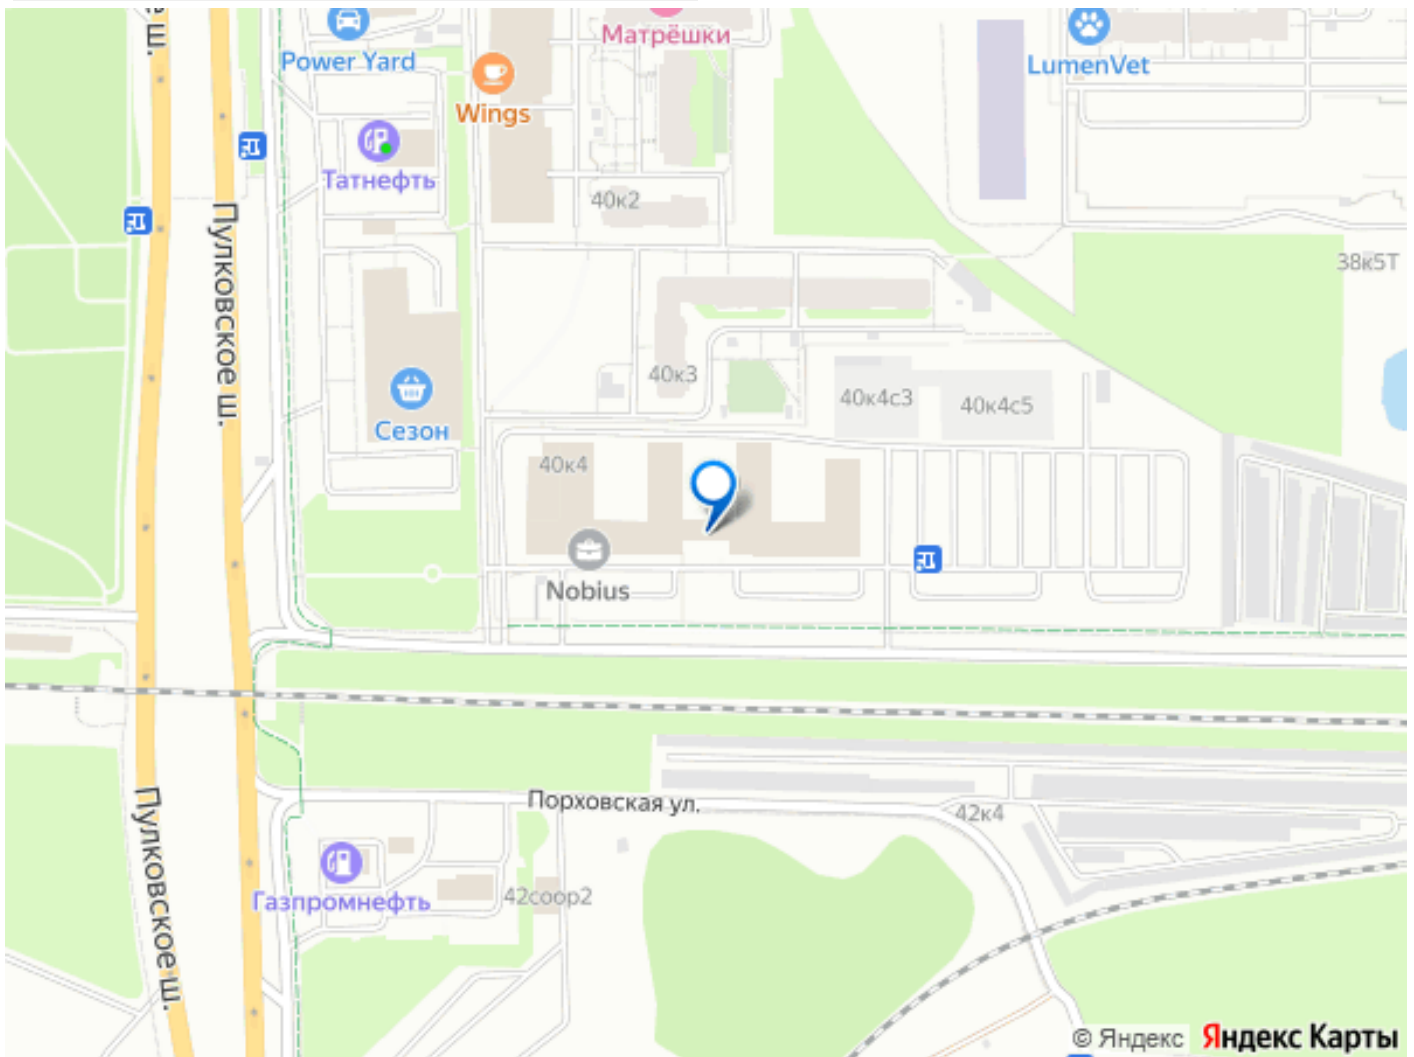 е ш.
Матрёшки
Power Yard
LumenVet
Wings
Татнефть
40к2
Пулковское ш.
38к5Т
40к3
40к4с3
40к4с5
Сезон
40к4
Nobius
Порховская ул.
42к4
Пулковское ш.
Газпромнефть
42соор2
© Яндекс Яндекс Карты